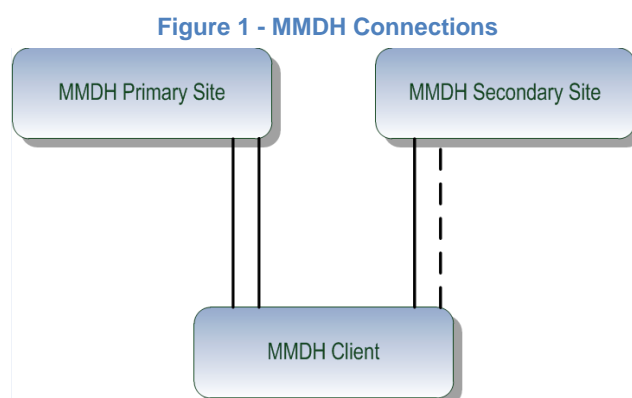 Figure 1 - MMDH Connections
MMDH Primary Site
MMDH Secondary Site
MMDH Client